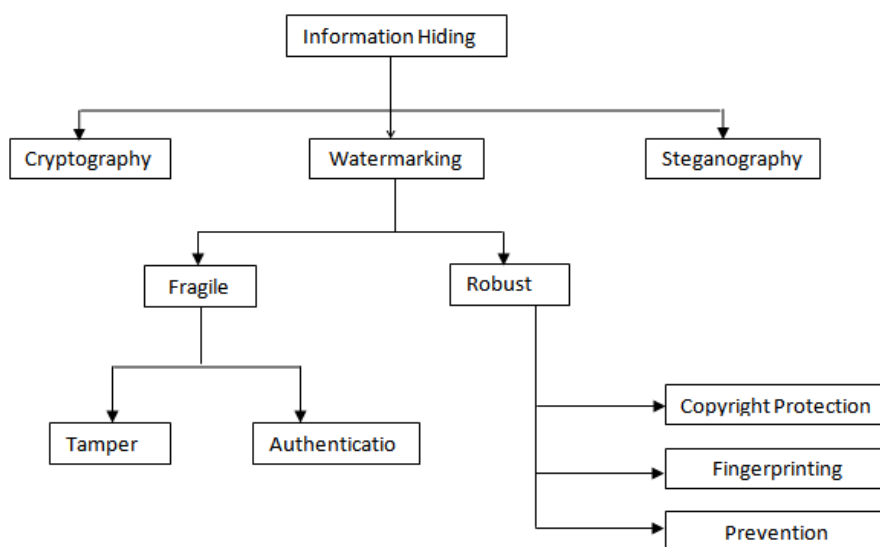 Information Hiding
Cryptography
Watermarking
Steganography
Fragile
Robust
Copyright Protection
Tamper
Authenticatio
Fingerprinting
Prevention